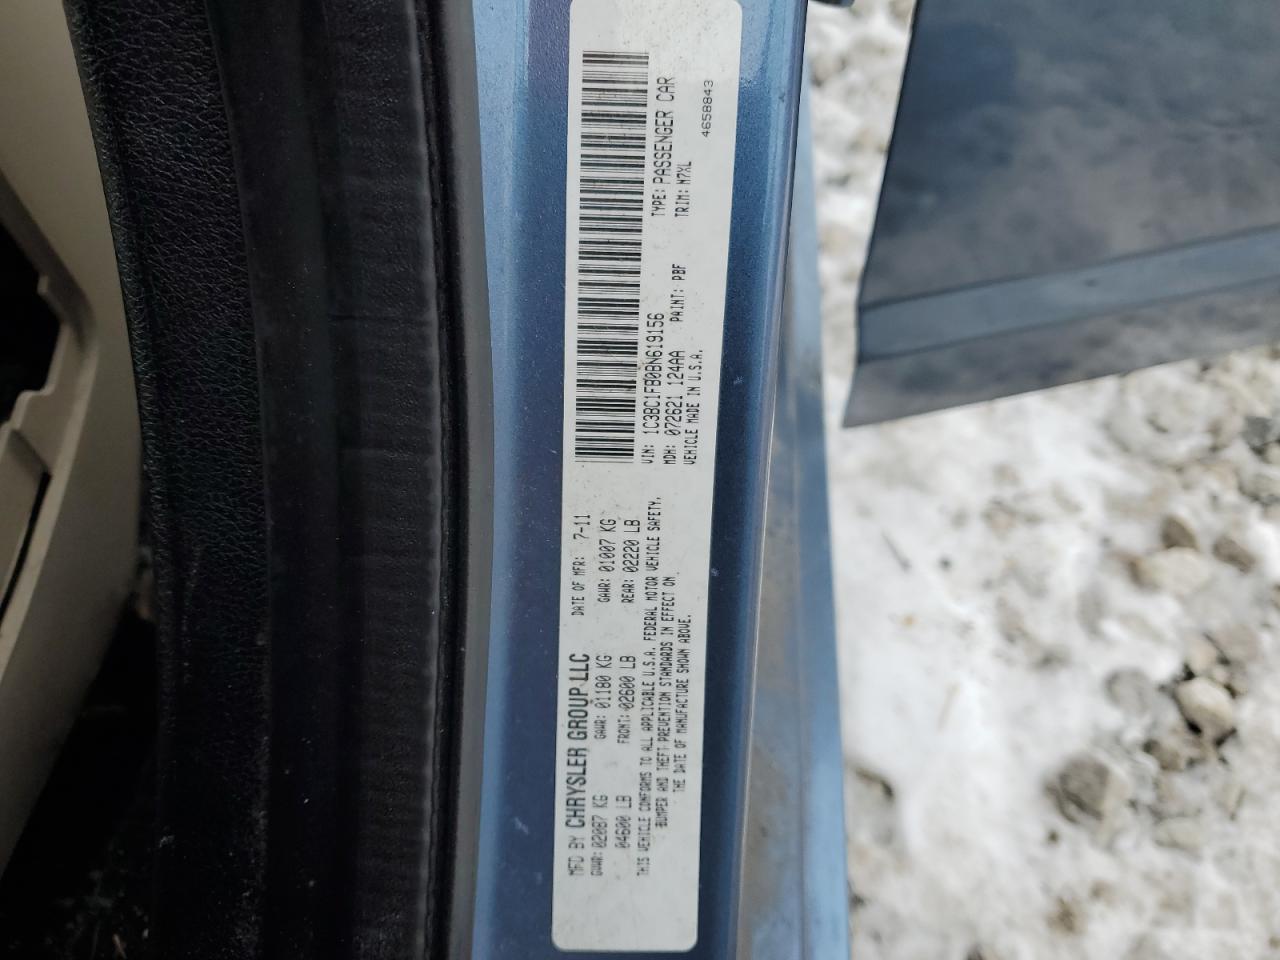 MFD BY CHRYSLER GROUP LLC DATE OF MFR: 7-11
GVWR: 02087 KG GAWR: 01180 KG GAWR: 01007 KG
04600 LB FRONT: 02600 LB REAR: 02220 LB
THIS VEHICLE CONFORMS TO ALL APPLICABLE U.S.A. FEDERAL MOTOR VEHICLE SAFETY,
BUMPER AND THEFT PREVENTION STANDARDS IN EFFECT ON
THE DATE OF MANUFACTURE SHOWN ABOVE.
VIN: 1C3BC1FB0BN619156 TYPE: PASSENGER CAR
MDH: 072621 124AA PAINT: PBF TRIM: M7XL
VEHICLE MADE IN U.S.A.
4658843